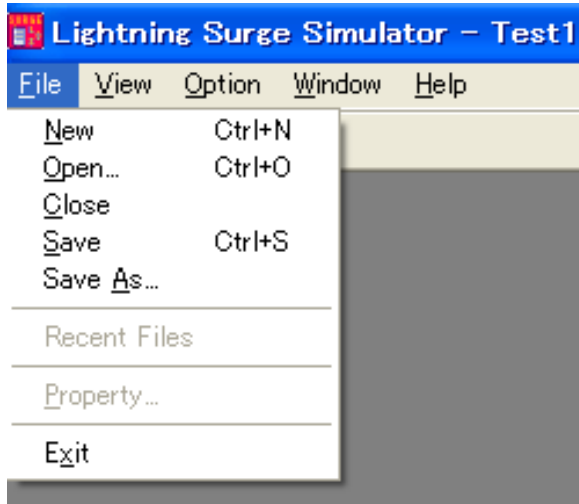 Lightning Surge Simulator - Test1
File View Option Window Help
New Ctrl+N
Open... Ctrl+O
Close
Save Ctrl+S
Save As...
Recent Files
Property...
Exit